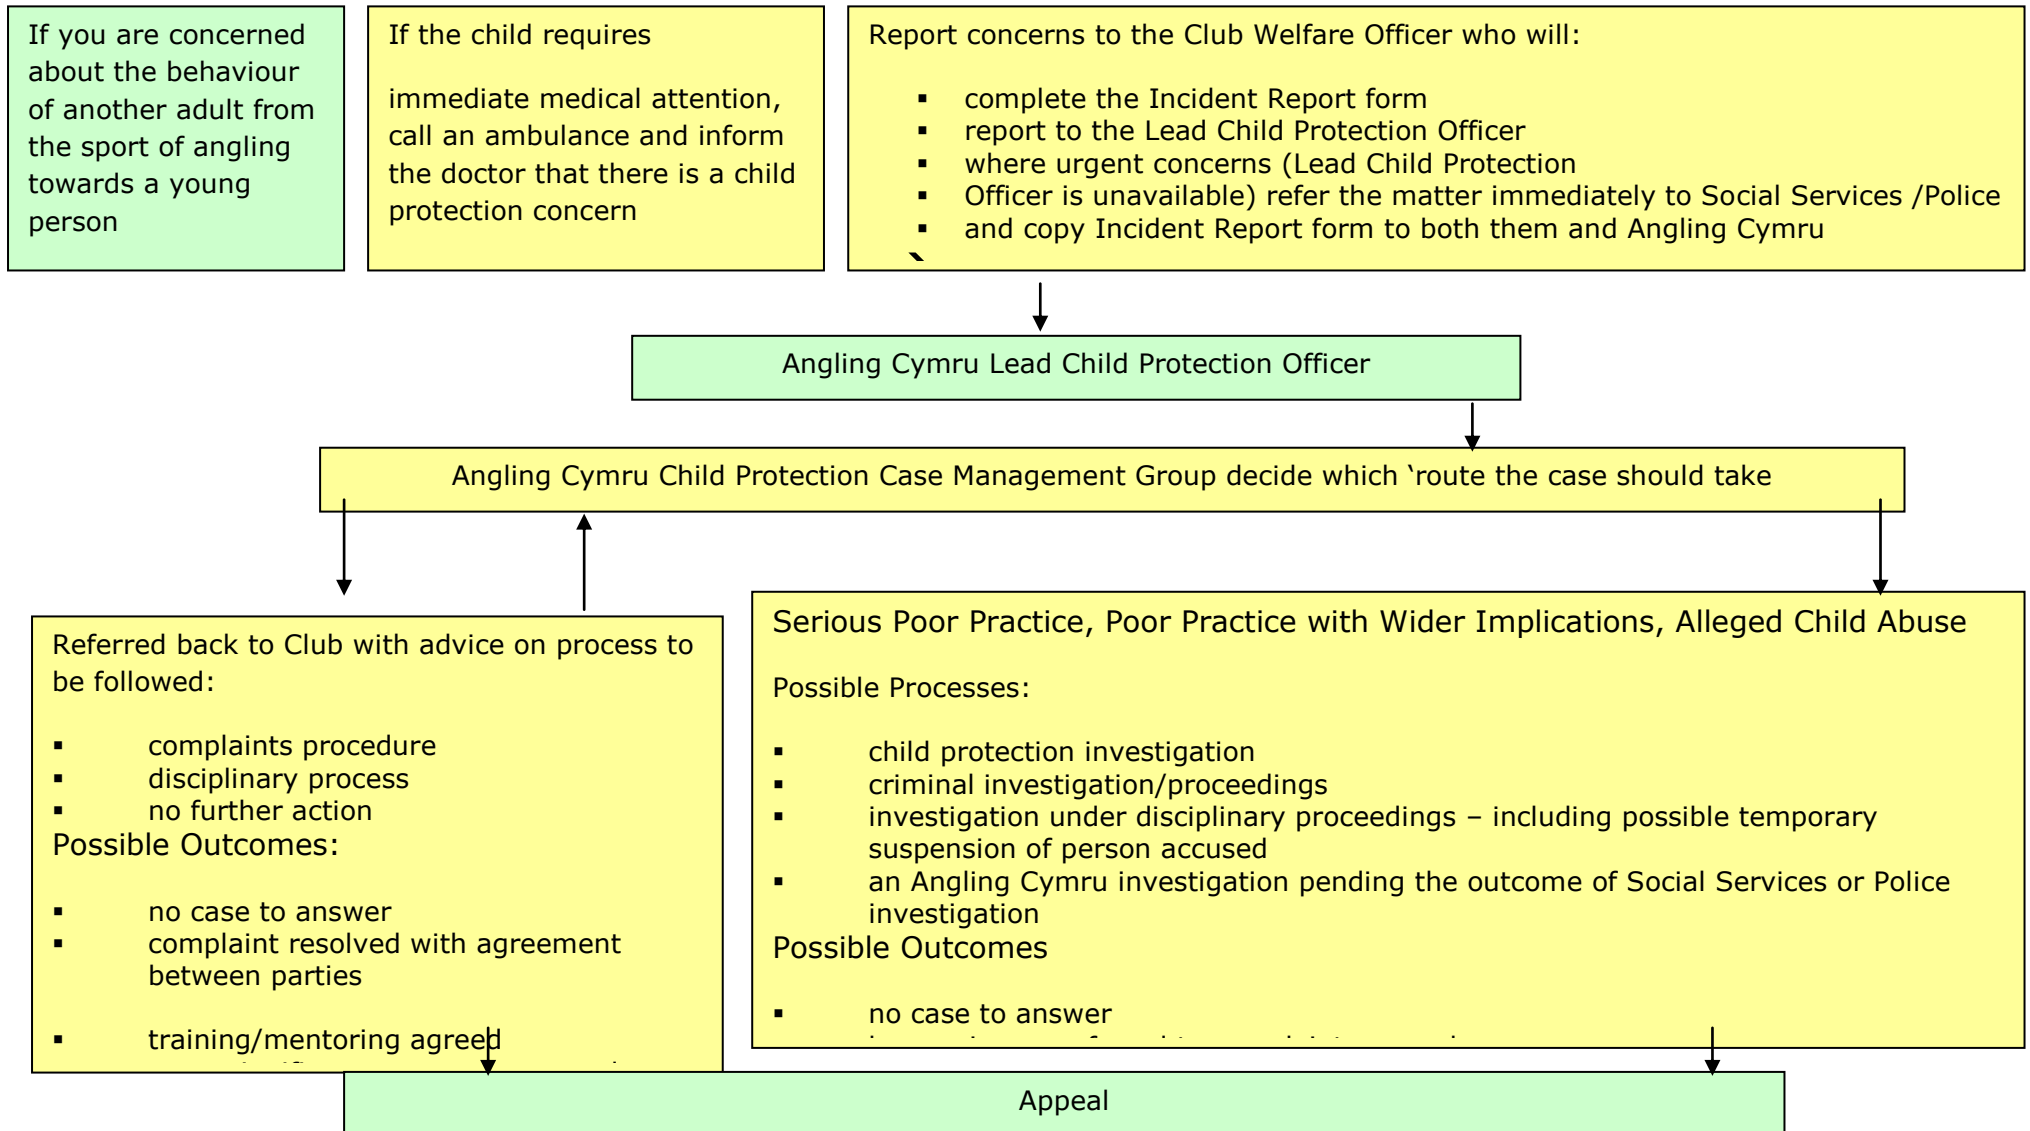 If you are concerned
about the behaviour
of another adult from
the sport of angling
towards a young
person
If the child requires
immediate medical attention,
call an ambulance and inform
the doctor that there is a child
protection concern
Report concerns to the Club Welfare Officer who will:
▪ complete the Incident Report form
▪ report to the Lead Child Protection Officer
▪ where urgent concerns (Lead Child Protection
▪ Officer is unavailable) refer the matter immediately to Social Services /Police
▪ and copy Incident Report form to both them and Angling Cymru
Angling Cymru Lead Child Protection Officer
Angling Cymru Child Protection Case Management Group decide which ‘route the case should take
Referred back to Club with advice on process to
be followed:
▪ complaints procedure
▪ disciplinary process
▪ no further action
Possible Outcomes:
▪ no case to answer
▪ complaint resolved with agreement
between parties
▪ training/mentoring agreed
Serious Poor Practice, Poor Practice with Wider Implications, Alleged Child Abuse
Possible Processes:
▪ child protection investigation
▪ criminal investigation/proceedings
▪ investigation under disciplinary proceedings – including possible temporary
suspension of person accused
▪ an Angling Cymru investigation pending the outcome of Social Services or Police
investigation
Possible Outcomes
▪ no case to answer
Appeal